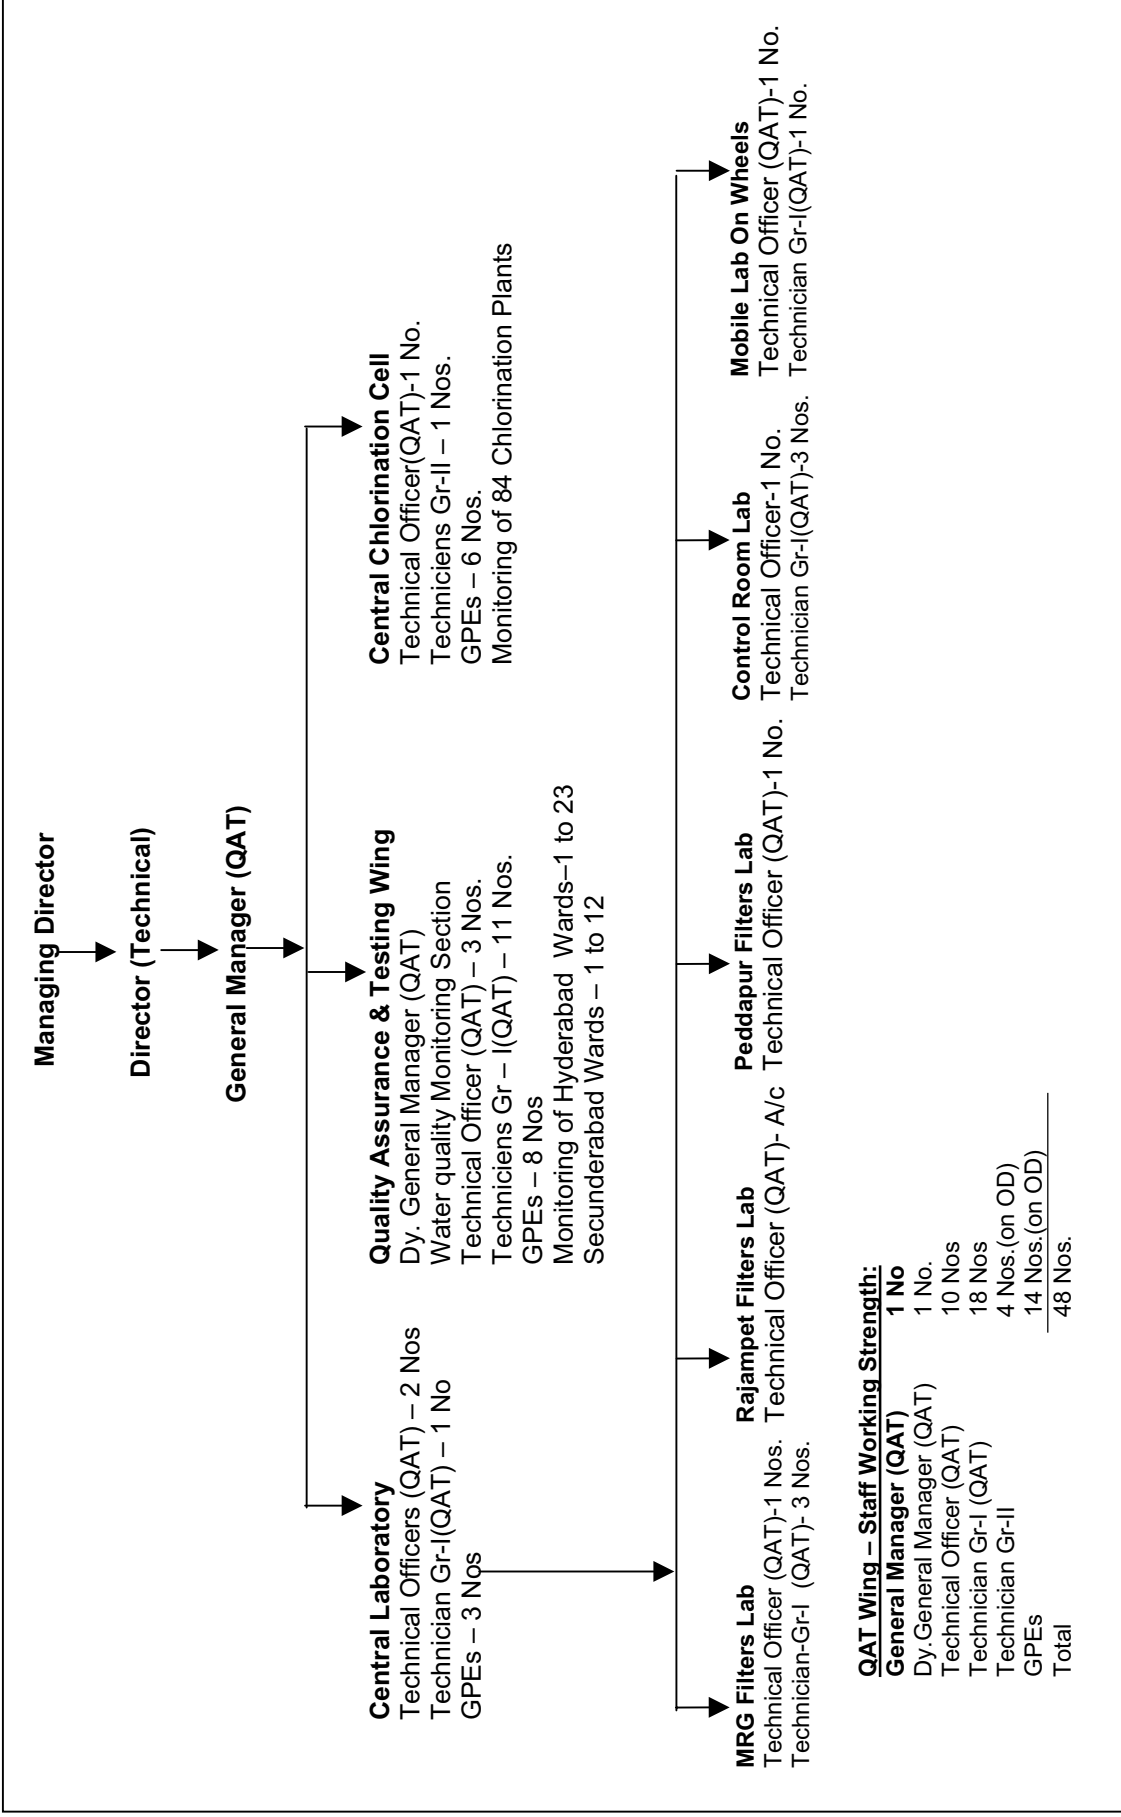 Managing Director
Director (Technical)
General Manager (QAT)
Central Laboratory
Technical Officers (QAT) – 2 Nos
Technician Gr-I(QAT) – 1 No
GPEs – 3 Nos
Quality Assurance & Testing Wing
Dy. General Manager (QAT)
Water quality Monitoring Section
Technical Officer (QAT) – 3 Nos.
Techniciens Gr – I(QAT) – 11 Nos.
GPEs – 8 Nos
Monitoring of Hyderabad Wards–1 to 23
Secunderabad Wards – 1 to 12
Central Chlorination Cell
Technical Officer(QAT)-1 No.
Techniciens Gr-II – 1 Nos.
GPEs – 6 Nos.
Monitoring of 84 Chlorination Plants
MRG Filters Lab
Technical Officer (QAT)-1 Nos.
Technician-Gr-I (QAT)- 3 Nos.
Rajampet Filters Lab
Technical Officer (QAT)- A/c
Peddapur Filters Lab
Technical Officer (QAT)-1 No.
Control Room Lab
Technical Officer-1 No.
Technician Gr-I(QAT)-3 Nos.
Mobile Lab On Wheels
Technical Officer (QAT)-1 No.
Technician Gr-I(QAT)-1 No.
QAT Wing – Staff Working Strength:
General Manager (QAT) 1 No
Dy.General Manager (QAT) 1 No.
Technical Officer (QAT) 10 Nos
Technician Gr-I (QAT) 18 Nos
Technician Gr-II 4 Nos.(on OD)
GPEs 14 Nos.(on OD)
Total 48 Nos.